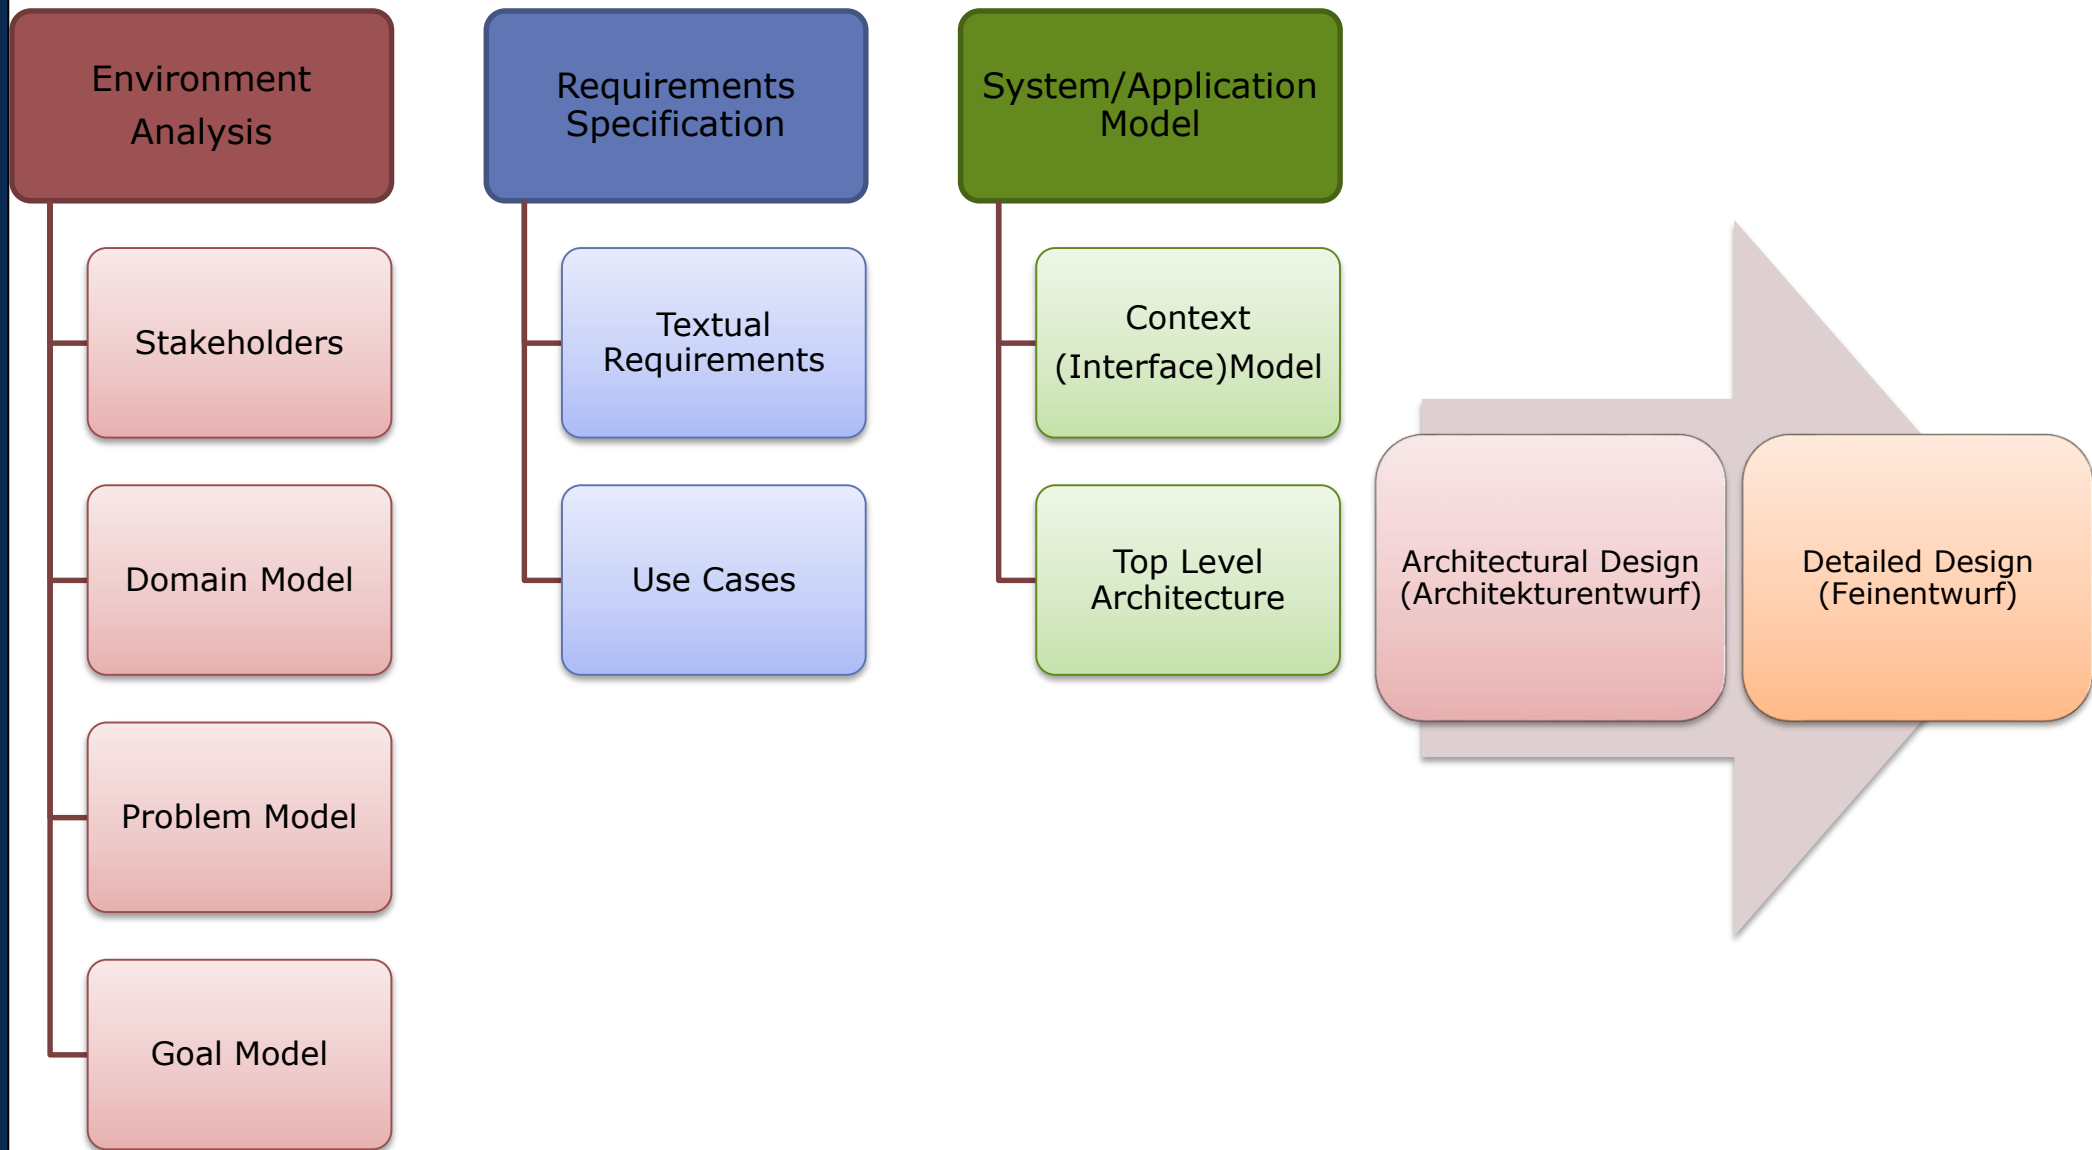 Environment
Analysis
Stakeholders
Domain Model
Problem Model
Goal Model
Requirements
Specification
Textual
Requirements
Use Cases
System/Application
Model
Context
(Interface)Model
Top Level
Architecture
Architectural Design
(Architekturentwurf)
Detailed Design
(Feinentwurf)